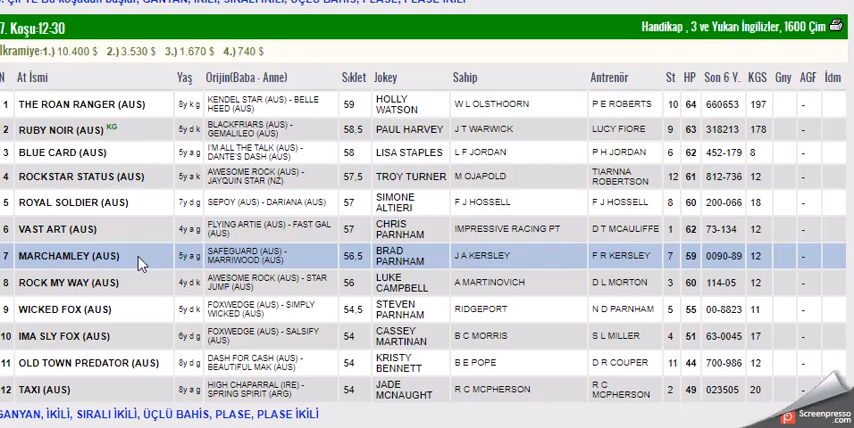 7. Koşu:12:30 Handikap , 3 ve Yukarı İngilizler, 1600 Çim
İkramiye:1.) 10.400 $ 2.) 3.530 $ 3.) 1.670 $ 4.) 740 $
N At İsmi Yaş Orijin(Baba - Anne) Sıklet Jokey Sahip Antrenör St HP Son 6 Y. KGS Gny AGF İdm
1 THE ROAN RANGER (AUS) 8y k g KENDEL STAR (AUS) - BELLE HEED (AUS) 59 HOLLY WATSON W L OLSTHOORN P E ROBERTS 10 64 660653 197 -
2 RUBY NOIR (AUS) KG 5y d k BLACKFRIARS (AUS) - GEMALILEO (AUS) 58,5 PAUL HARVEY J T WARWICK LUCY FIORE 9 63 318213 178 -
3 BLUE CARD (AUS) 5y a g I'M ALL THE TALK (AUS) - DANTE'S DASH (AUS) 58 LISA STAPLES L F JORDAN P H JORDAN 6 62 452-179 8 -
4 ROCKSTAR STATUS (AUS) 5y a k AWESOME ROCK (AUS) - JAYQUIN STAR (NZ) 57,5 TROY TURNER M OJAPOLD TIARNNA ROBERTSON 12 61 812-736 12 -
5 ROYAL SOLDIER (AUS) 7y d g SEPOY (AUS) - DARIANA (AUS) 57 SIMONE ALTIERI F J HOSSELL F J HOSSELL 8 60 200-066 18 -
6 VAST ART (AUS) 4y a g FLYING ARTIE (AUS) - FAST GAL (AUS) 57 CHRIS PARNHAM IMPRESSIVE RACING PT D T MCAULIFFE 1 62 73-134 12 -
7 MARCHAMLEY (AUS) 5y a g SAFEGUARD (AUS) - MARRIWOOD (AUS) 56,5 BRAD PARNHAM J A KERSLEY F R KERSLEY 7 59 0090-89 12 -
8 ROCK MY WAY (AUS) 4y d k AWESOME ROCK (AUS) - STAR JUMP (AUS) 56 LUKE CAMPBELL A MARTINOVICH D L MORTON 3 60 114-05 12 -
9 WICKED FOX (AUS) 5y d k FOXWEDGE (AUS) - SIMPLY WICKED (AUS) 54,5 STEVEN PARNHAM RIDGEPORT N D PARNHAM 5 55 00-8823 11 -
10 IMA SLY FOX (AUS) 6y d g FOXWEDGE (AUS) - SALSIFY (AUS) 54 CASSEY MARTINAN B C MORRIS S L MILLER 4 51 63-0045 17 -
11 OLD TOWN PREDATOR (AUS) 8y d g DASH FOR CASH (AUS) - BEAUTIFUL MAK (AUS) 54 KRISTY BENNETT B E POPE D R COUPER 11 44 700-986 12 -
12 TAXI (AUS) 8y a g HIGH CHAPARRAL (IRE) - SPRING SPIRIT (ARG) 54 JADE MCNAUGHT R C MCPHERSON R C MCPHERSON 2 49 023505 20 -
GANYAN, İKİLİ, SIRALI İKİLİ, ÜÇLÜ BAHİS, PLASE, PLASE İKİLİ
Screenpresso.com